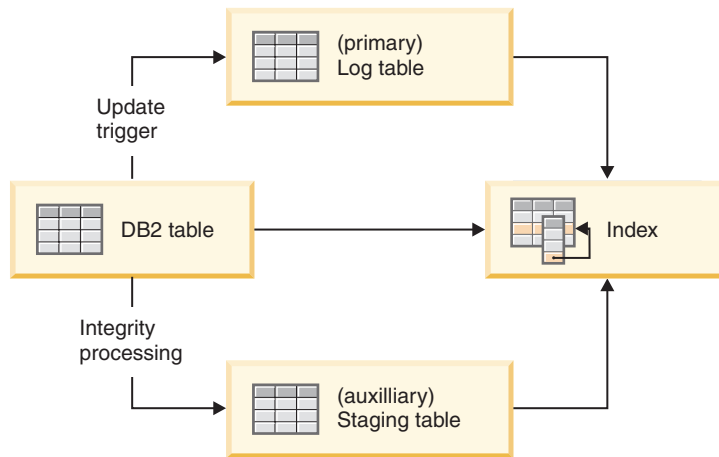 (primary)
Log table
Update
trigger
DB2 table
Index
Integrity
processing
(auxilliary)
Staging table